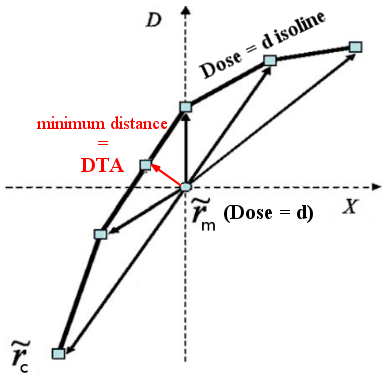 D
Dose = d isoline
minimum distance
=
DTA
r̃m (Dose = d)
X
r̃c